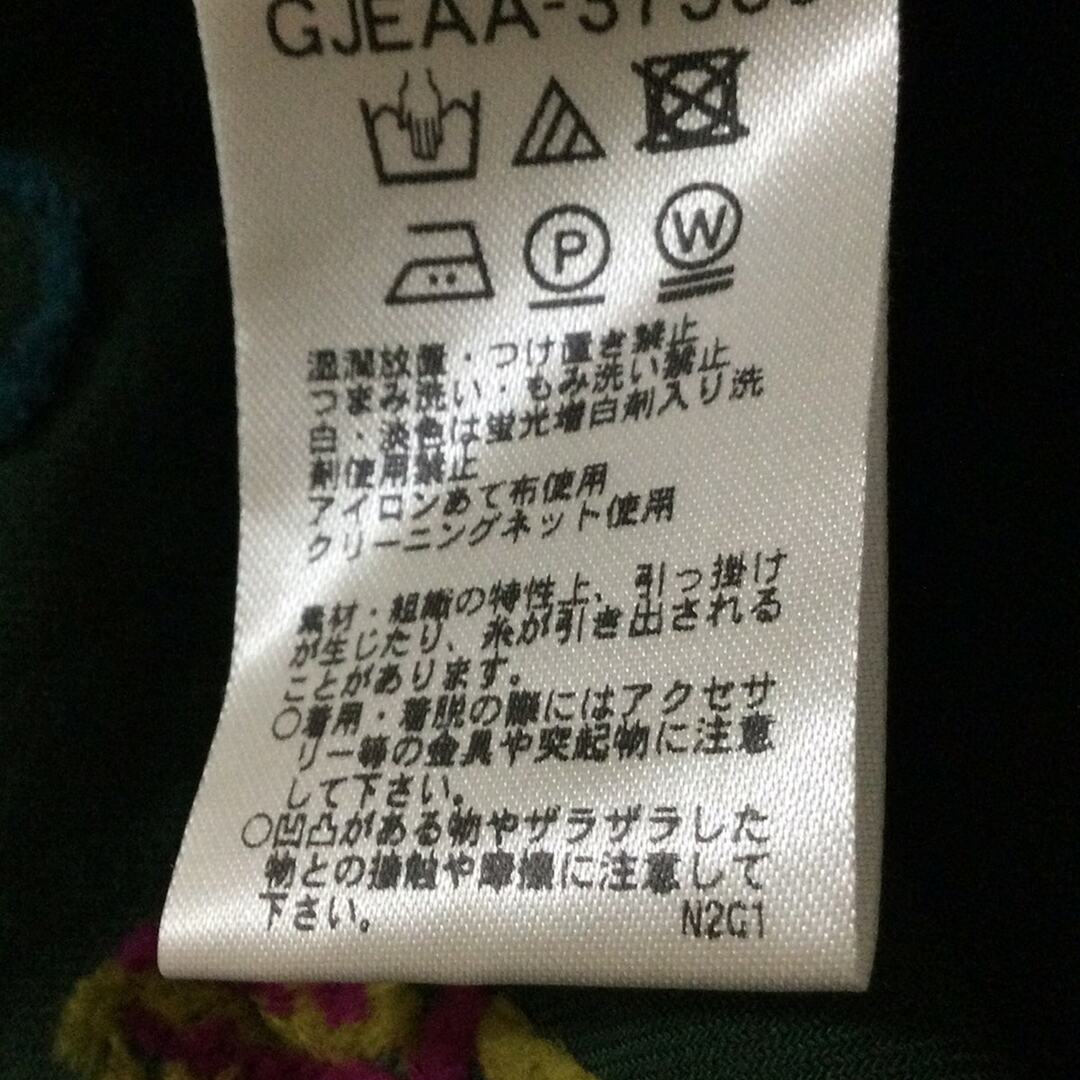 GJEAA-37
P
W
湿潤放置・つけ置き禁止
つまみ洗い・もみ洗い禁止
白・淡色は蛍光増白剤入り洗
剤使用禁止
アイロンあて布使用
クリーニングネット使用
素材・組織の特性上、引っ掛け
が生じたり、糸が引き出される
ことがあります。
○着用・着脱の際にはアクセサ
リー等の金具や突起物に注意
して下さい。
○凹凸がある物やザラザラした
物との接触や摩擦に注意して
下さい。
N2G1